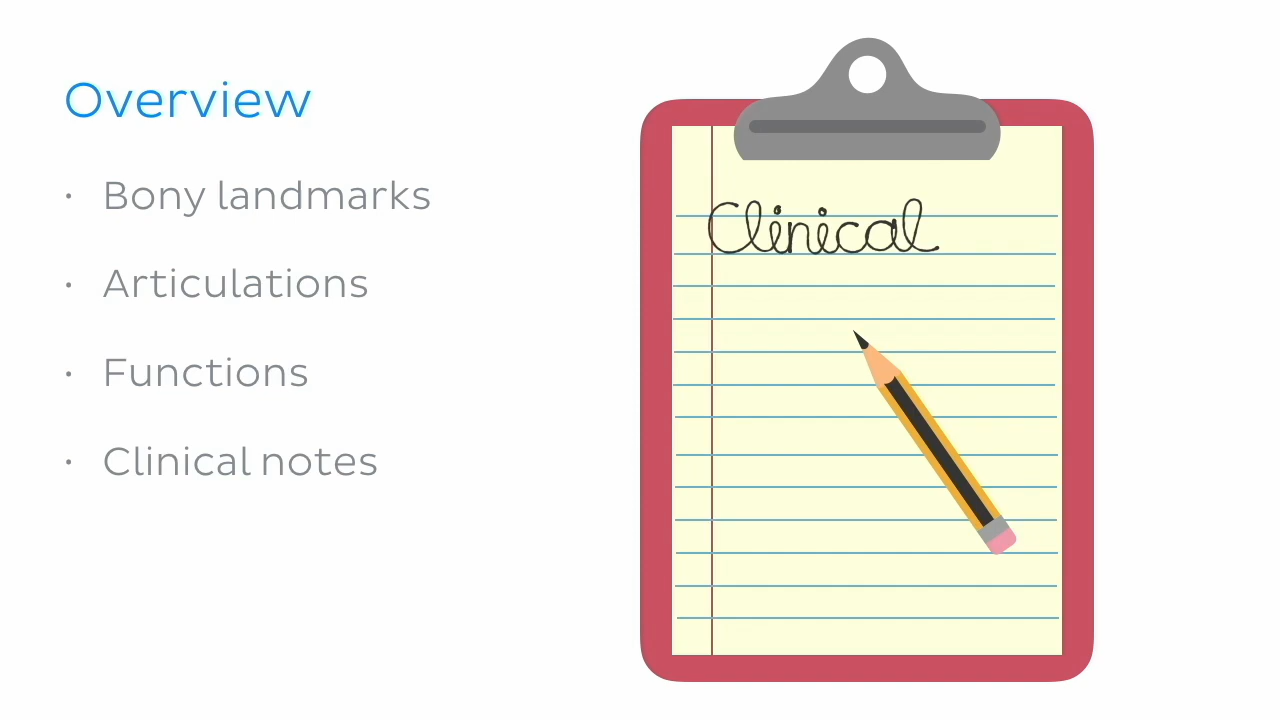 Overview
• Bony landmarks
• Articulations
• Functions
• Clinical notes
Clinical